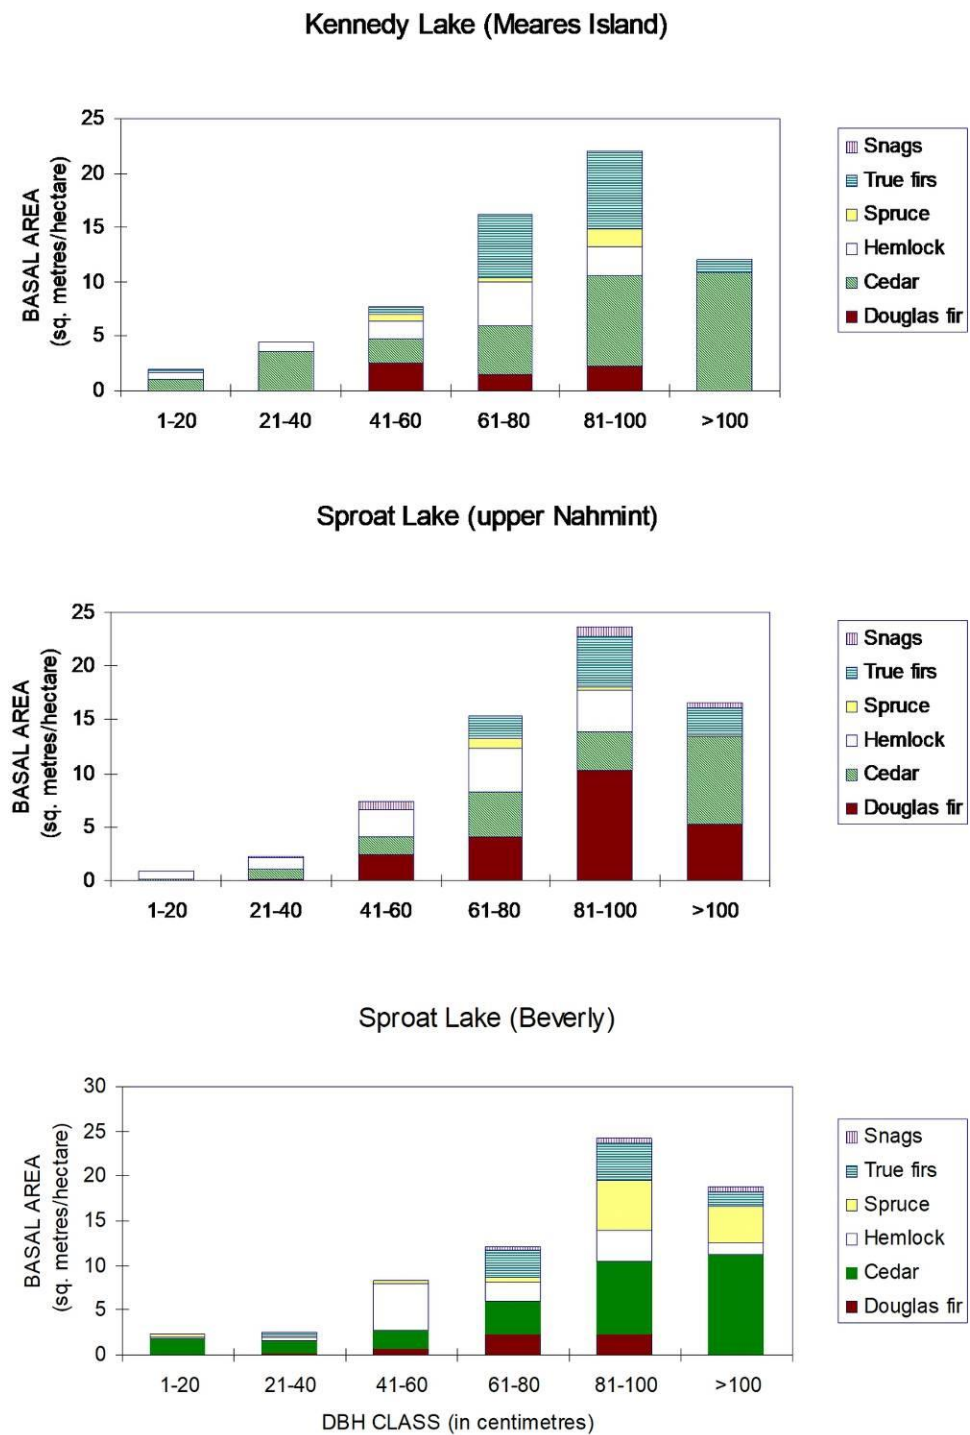 Kennedy Lake (Meares Island)
BASAL AREA
(sq. metres/hectare)
25
20
15
10
5
0
1-20 21-40 41-60 61-80 81-100 >100
Snags
True firs
Spruce
Hemlock
Cedar
Douglas fir
Sproat Lake (upper Nahmint)
BASAL AREA
(sq. metres/hectare)
25
20
15
10
5
0
1-20 21-40 41-60 61-80 81-100 >100
Snags
True firs
Spruce
Hemlock
Cedar
Douglas fir
Sproat Lake (Beverly)
BASAL AREA
(sq. metres/hectare)
30
25
20
15
10
5
0
1-20 21-40 41-60 61-80 81-100 >100
DBH CLASS (in centimetres)
Snags
True firs
Spruce
Hemlock
Cedar
Douglas fir